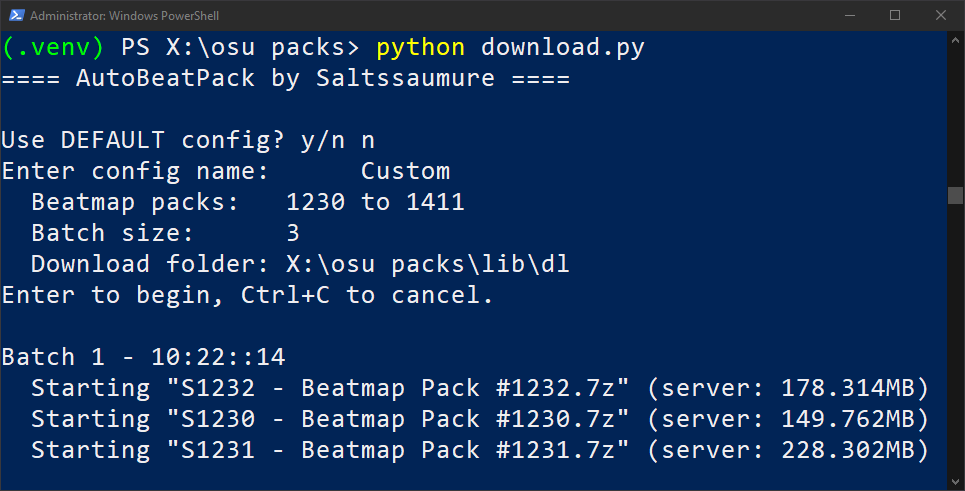 Administrator: Windows PowerShell
(.venv) PS X:\osu packs> python download.py
==== AutoBeatPack by Saltssaumure ====
Use DEFAULT config? y/n n
Enter config name:      Custom
  Beatmap packs:   1230 to 1411
  Batch size:      3
  Download folder: X:\osu packs\lib\dl
Enter to begin, Ctrl+C to cancel.
Batch 1 - 10:22::14
  Starting "S1232 - Beatmap Pack #1232.7z" (server: 178.314MB)
  Starting "S1230 - Beatmap Pack #1230.7z" (server: 149.762MB)
  Starting "S1231 - Beatmap Pack #1231.7z" (server: 228.302MB)